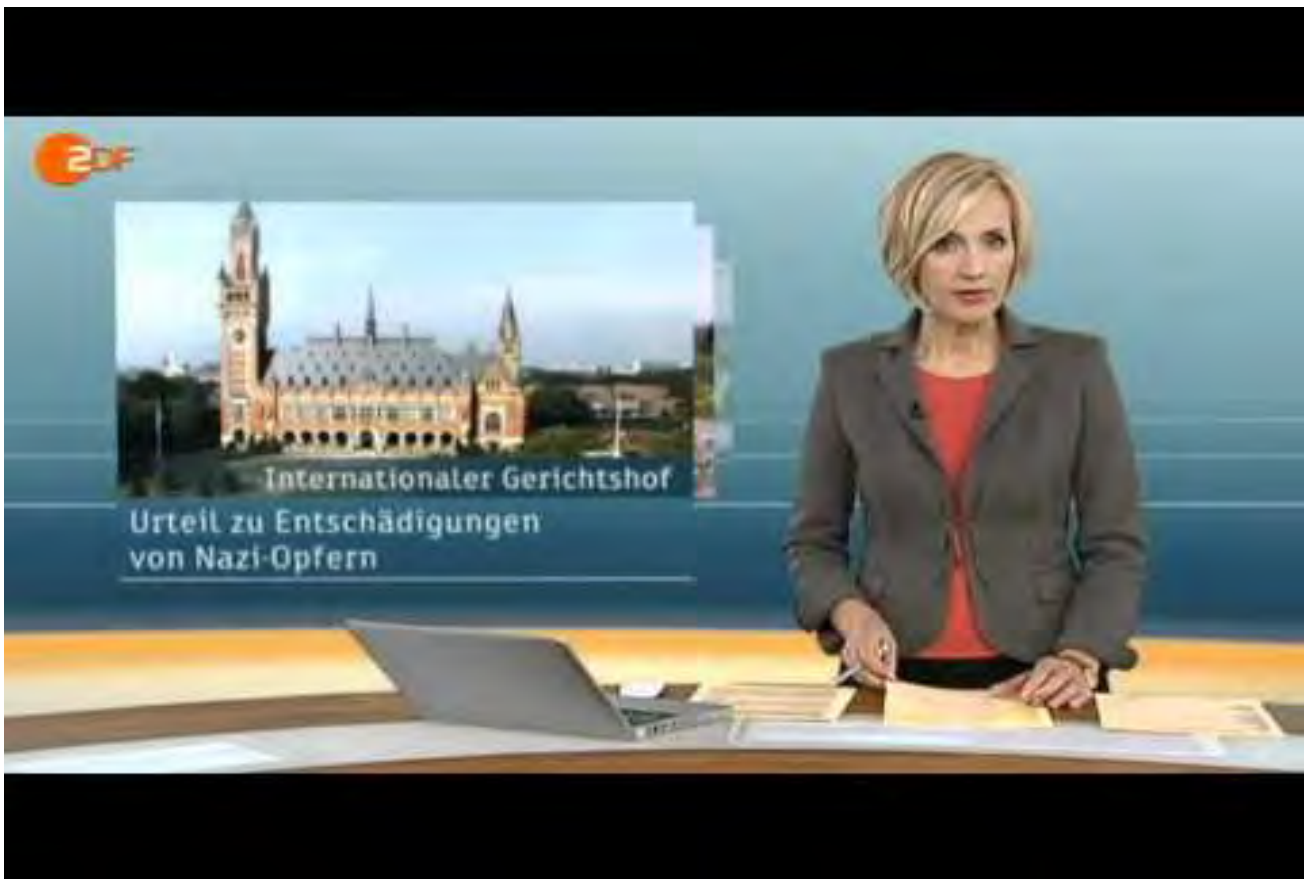 ZDF
Internationaler Gerichtshof
Urteil zu Entschädigungen
von Nazi-Opfern